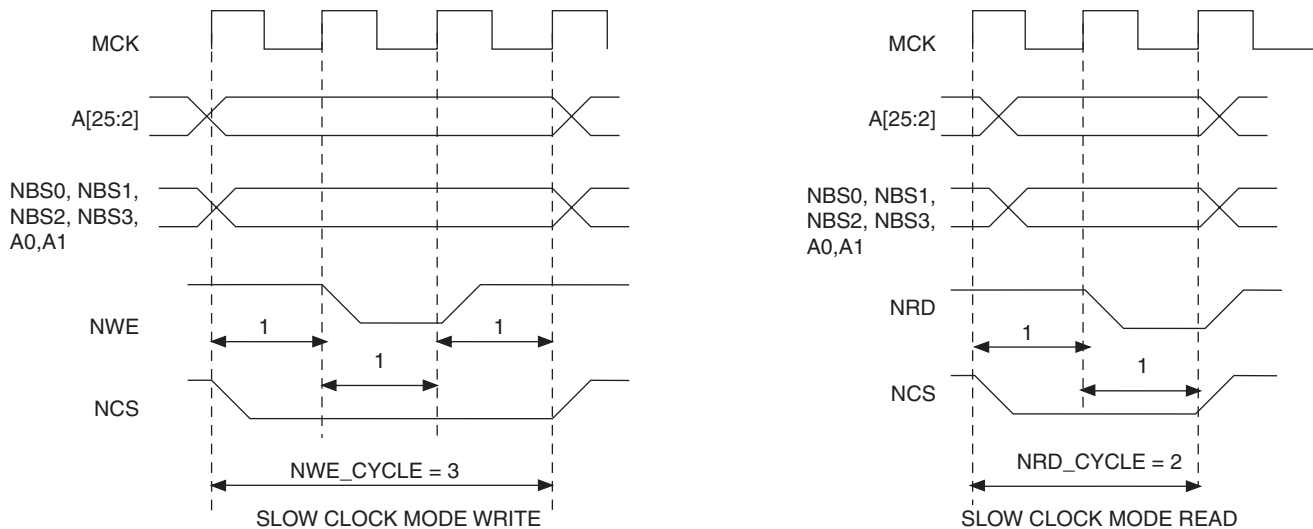 MCK
A[25:2]
NBS0, NBS1,
NBS2, NBS3,
A0,A1
NWE
1
1
1
NCS
NWE_CYCLE = 3
SLOW CLOCK MODE WRITE
MCK
A[25:2]
NBS0, NBS1,
NBS2, NBS3,
A0,A1
NRD
1
1
NCS
NRD_CYCLE = 2
SLOW CLOCK MODE READ